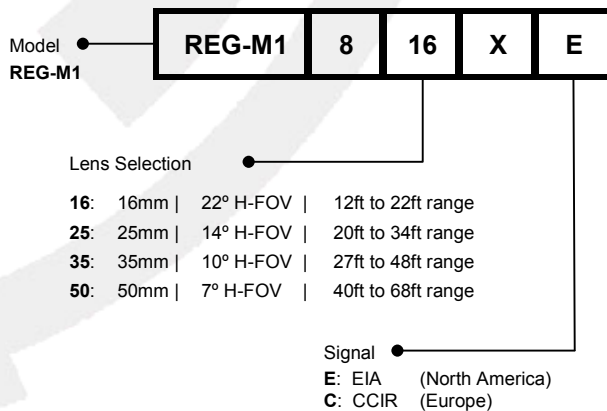 Model REG-M1 8 16 X E
REG-M1
Lens Selection
16: 16mm | 22º H-FOV | 12ft to 22ft range
25: 25mm | 14º H-FOV | 20ft to 34ft range
35: 35mm | 10º H-FOV | 27ft to 48ft range
50: 50mm | 7º H-FOV | 40ft to 68ft range
Signal
E: EIA (North America)
C: CCIR (Europe)